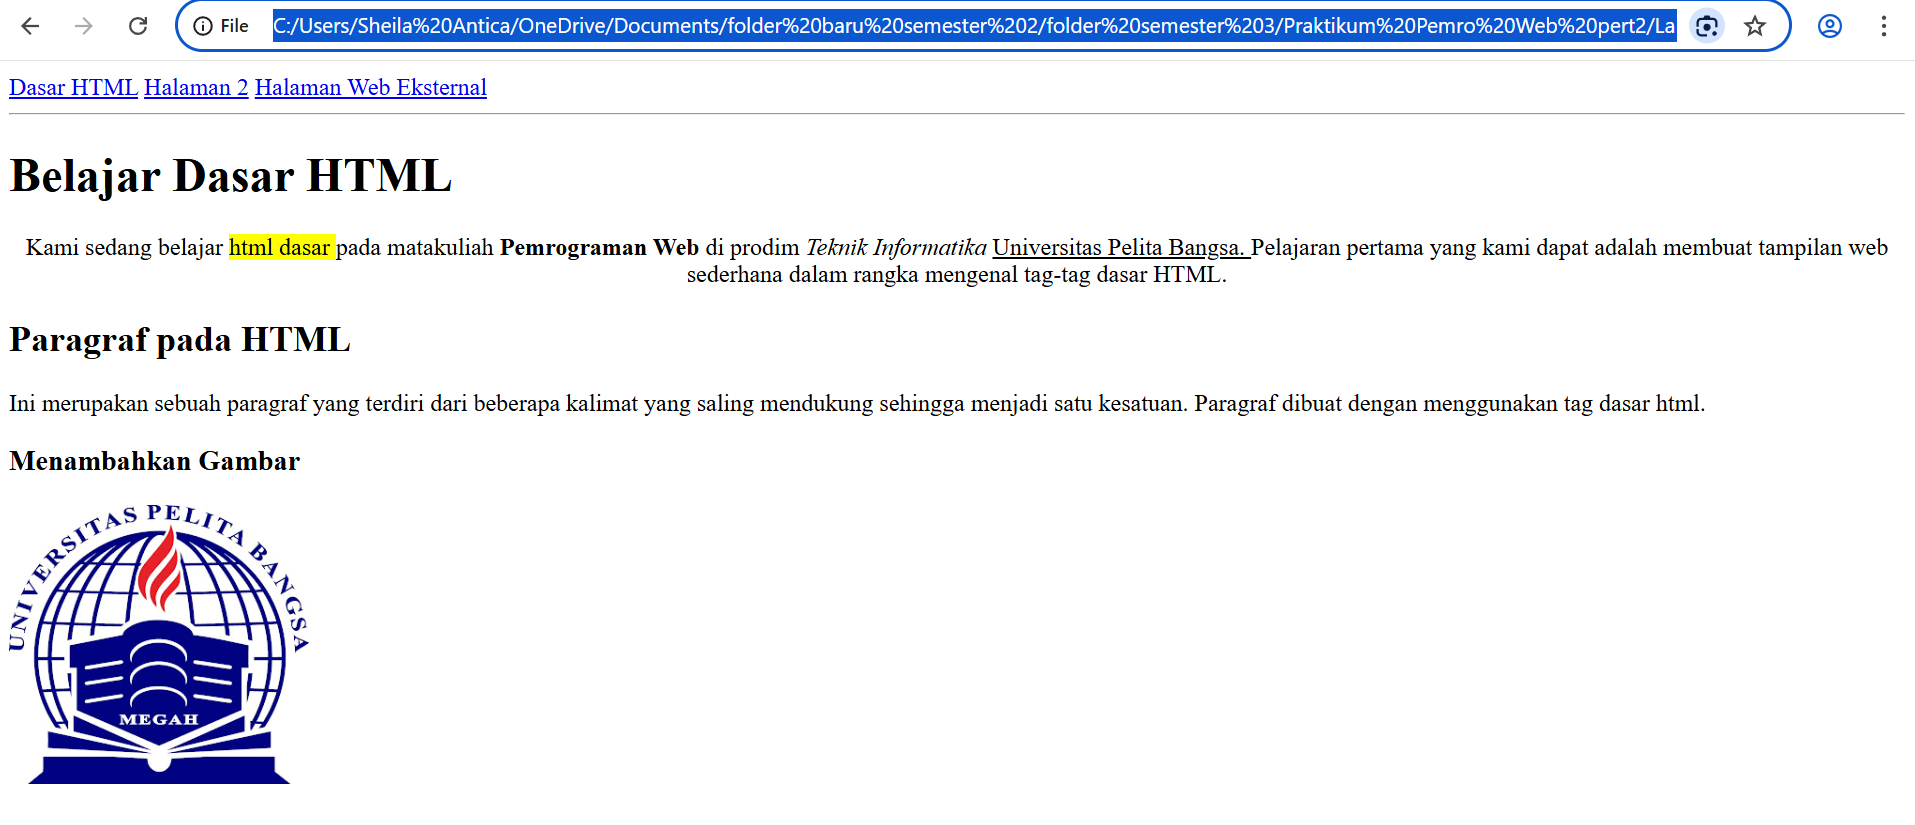 File C:/Users/Sheila%20Antica/OneDrive/Documents/folder%20baru%20semester%202/folder%20semester%203/Praktikum%20Pemro%20Web%20pert2/La
Dasar HTML Halaman 2 Halaman Web Eksternal
Belajar Dasar HTML
Kami sedang belajar html dasar pada matakuliah Pemrograman Web di prodim Teknik Informatika Universitas Pelita Bangsa. Pelajaran pertama yang kami dapat adalah membuat tampilan web
sederhana dalam rangka mengenal tag-tag dasar HTML.
Paragraf pada HTML
Ini merupakan sebuah paragraf yang terdiri dari beberapa kalimat yang saling mendukung sehingga menjadi satu kesatuan. Paragraf dibuat dengan menggunakan tag dasar html.
Menambahkan Gambar
UNIVERSITAS PELITA BANGSA
MEGAH